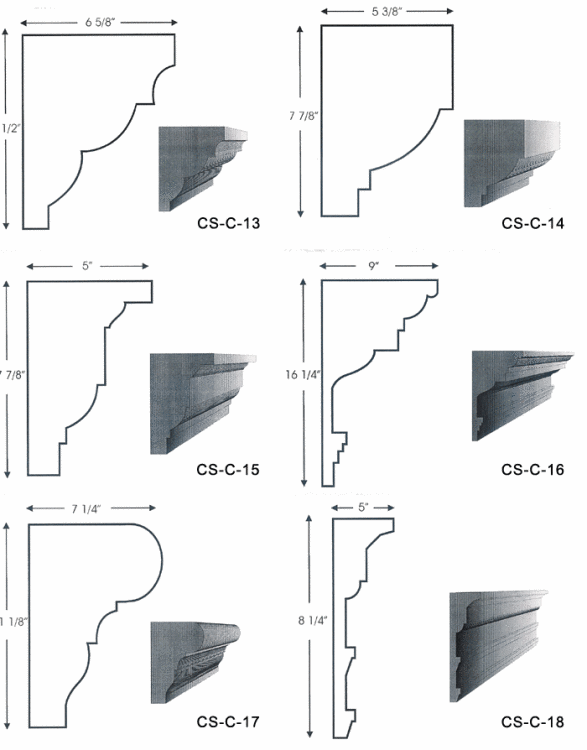 6 5/8"
1/2"
CS-C-13
5 3/8"
7 7/8"
CS-C-14
5"
7/8"
CS-C-15
9"
16 1/4"
CS-C-16
7 1/4"
1 1/8"
CS-C-17
5"
8 1/4"
CS-C-18